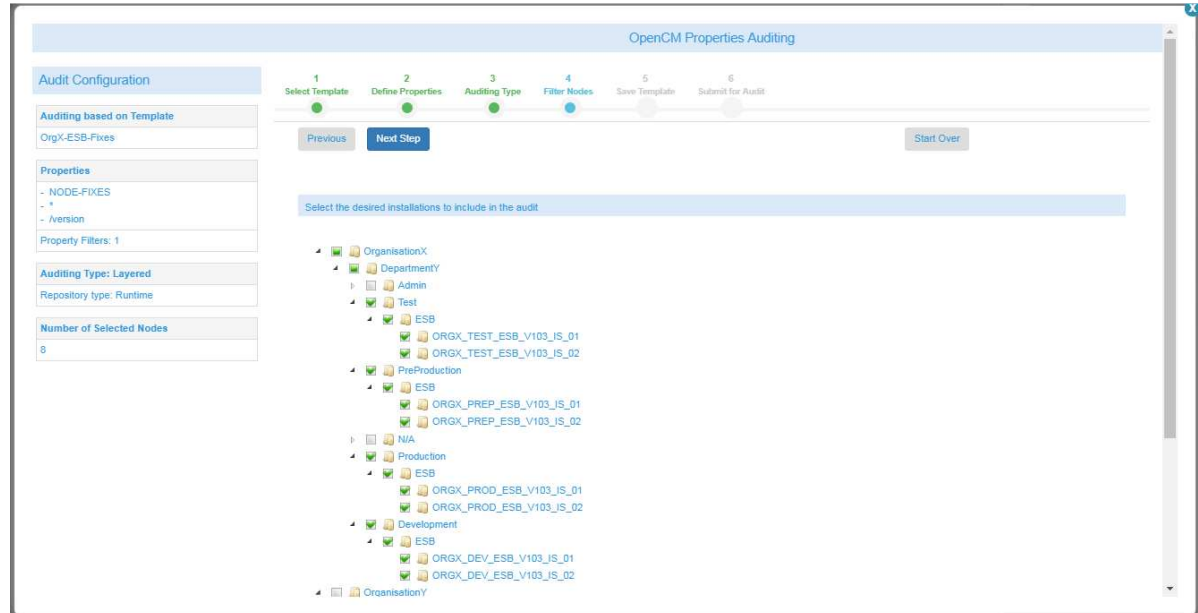 X
OpenCM Properties Auditing
Audit Configuration
Auditing based on Template
OrgX-ESB-Fixes
Properties
- NODE-FIXES
- *
- /version
Property Filters: 1
Auditing Type: Layered
Repository type: Runtime
Number of Selected Nodes
8
1 2 3 4 5 6
Select Template Define Properties Auditing Type Filter Nodes Save Template Submit for Audit
Previous Next Step Start Over
Select the desired installations to include in the audit
OrganisationX
DepartmentY
Admin
Test
ESB
ORGX_TEST_ESB_V103_IS_01
ORGX_TEST_ESB_V103_IS_02
PreProduction
ESB
ORGX_PREP_ESB_V103_IS_01
ORGX_PREP_ESB_V103_IS_02
N/A
Production
ESB
ORGX_PROD_ESB_V103_IS_01
ORGX_PROD_ESB_V103_IS_02
Development
ESB
ORGX_DEV_ESB_V103_IS_01
ORGX_DEV_ESB_V103_IS_02
OrganisationY